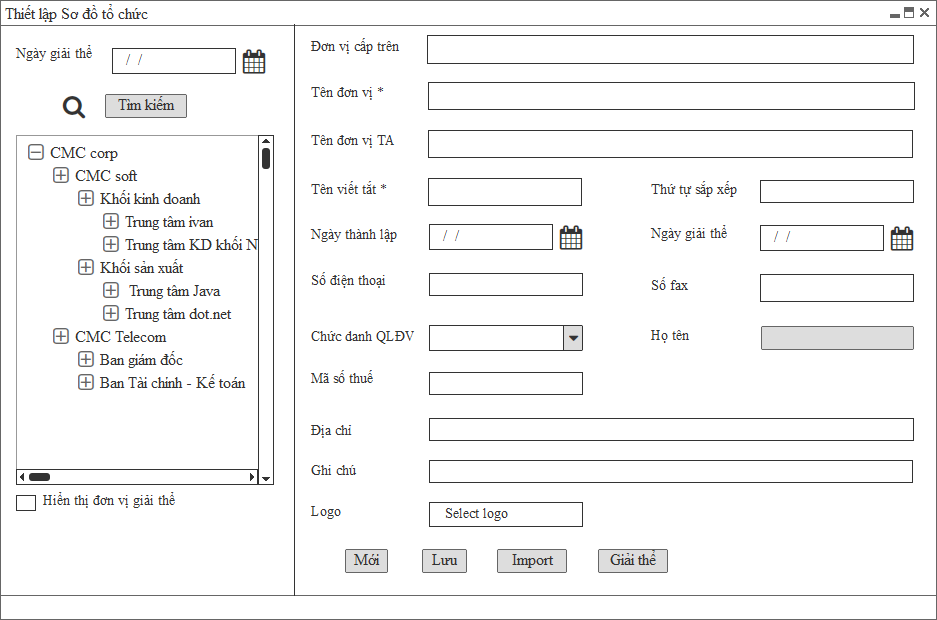 Thiết lập Sơ đồ tổ chức
Ngày giải thể
/ /
Tìm kiếm
CMC corp
CMC soft
Khối kinh doanh
Trung tâm ivan
Trung tâm KD khối N
Khối sản xuất
Trung tâm Java
Trung tâm dot.net
CMC Telecom
Ban giám đốc
Ban Tài chính - Kế toán
Hiển thị đơn vị giải thể
Đơn vị cấp trên
Tên đơn vị *
Tên đơn vị TA
Tên viết tắt *
Thứ tự sắp xếp
Ngày thành lập
/ /
Ngày giải thể
/ /
Số điện thoại
Số fax
Chức danh QLĐV
Họ tên
Mã số thuế
Địa chỉ
Ghi chú
Logo
Select logo
Mới
Lưu
Import
Giải thể